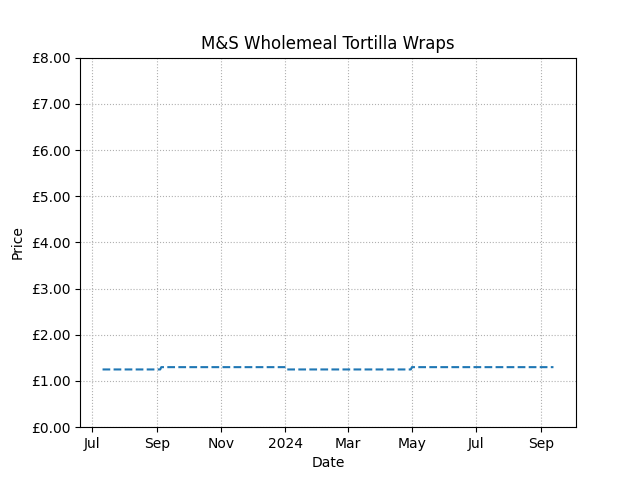 M&S Wholemeal Tortilla Wraps
£8.00
£7.00
£6.00
£5.00
£4.00
£3.00
£2.00
£1.00
£0.00
Price
Jul Sep Nov 2024 Mar May Jul Sep
Date